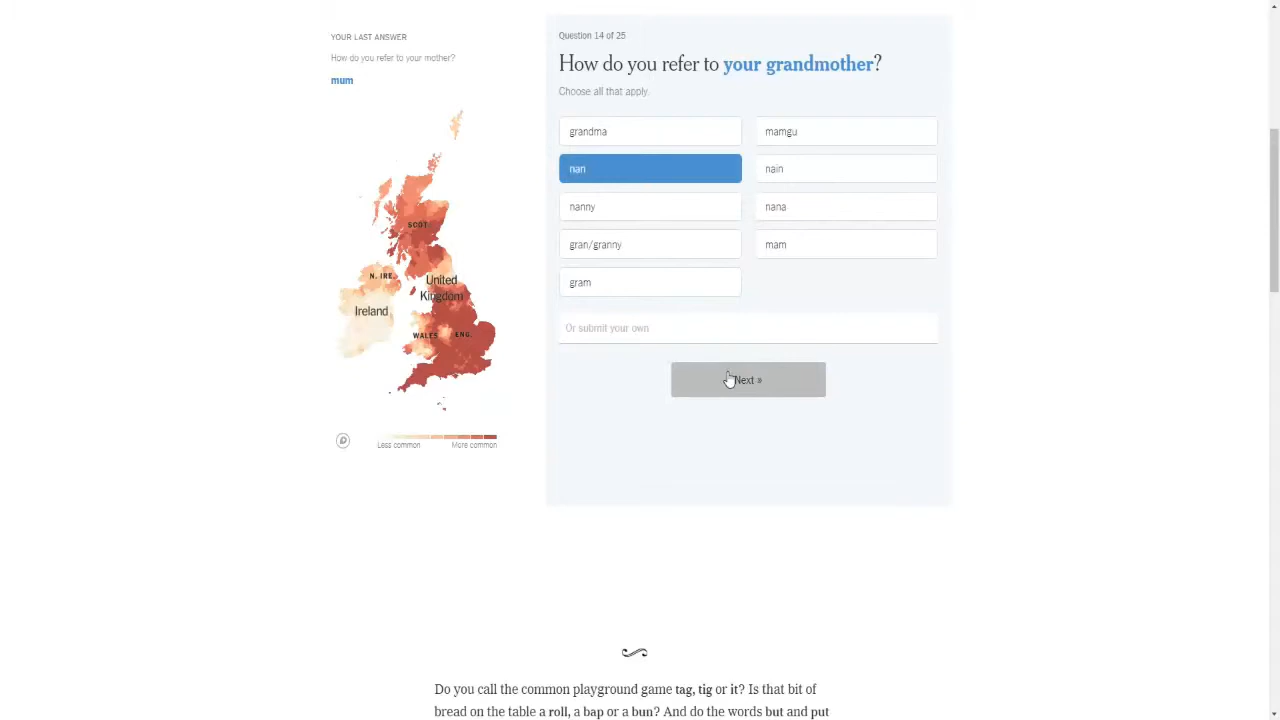 YOUR LAST ANSWER
How do you refer to your mother?
mum
SCOT.
N. IRE.
United
Kingdom
Ireland
WALES
ENG.
Less common
More common
Question 14 of 25
How do you refer to your grandmother?
Choose all that apply.
grandma
mamgu
nan
nain
nanny
nana
gran/granny
mam
gram
Or submit your own
Next »
Do you call the common playground game tag, tig or it? Is that bit of
bread on the table a roll, a bap or a bun? And do the words but and put